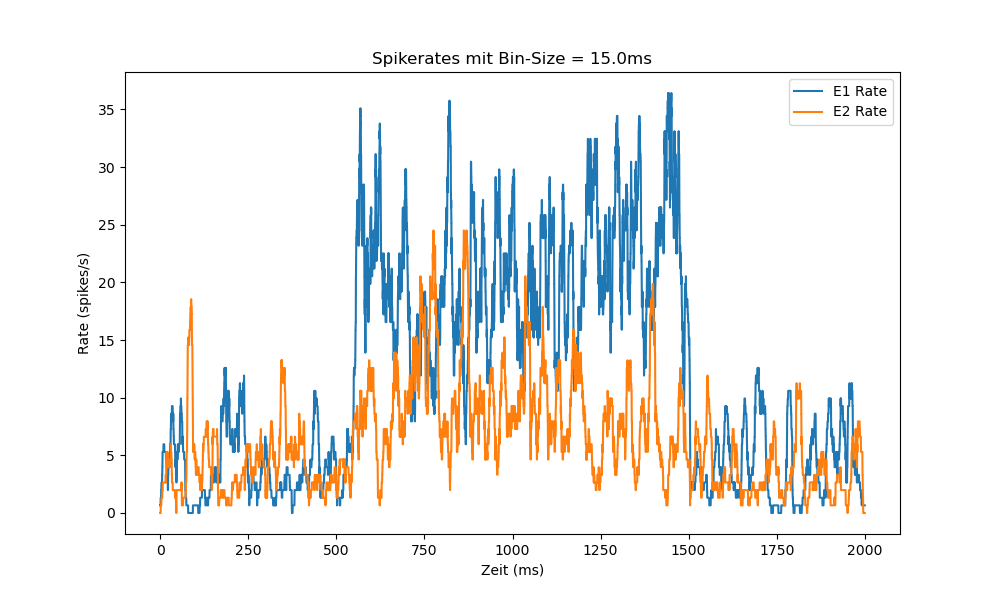 Spikerates mit Bin-Size = 15.0ms
E1 Rate
E2 Rate
35
30
25
20
15
10
5
0
Rate (spikes/s)
0 250 500 750 1000 1250 1500 1750 2000
Zeit (ms)